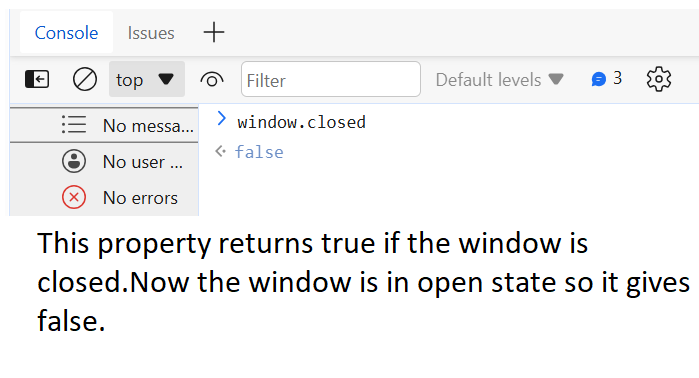 Console Issues
top Filter Default levels 3
No messa... window.closed
No user ... false
No errors
This property returns true if the window is
closed.Now the window is in open state so it gives
false.